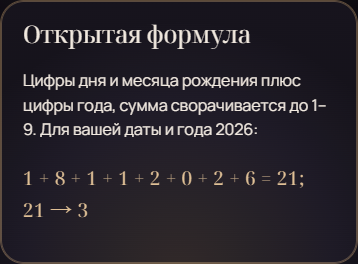 Открытая формула
Цифры дня и месяца рождения плюс
цифры года, сумма сворачивается до 1–
9. Для вашей даты и года 2026:
1 + 8 + 1 + 1 + 2 + 0 + 2 + 6 = 21;
21 → 3